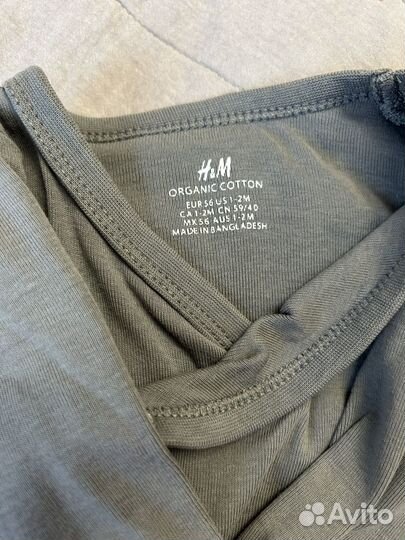 H&M
ORGANIC COTTON
EUR 56 US 1-2M
CA 1-2M CN 59/40
MX 56 AUS 1-2M
MADE IN BANGLADESH
Avito